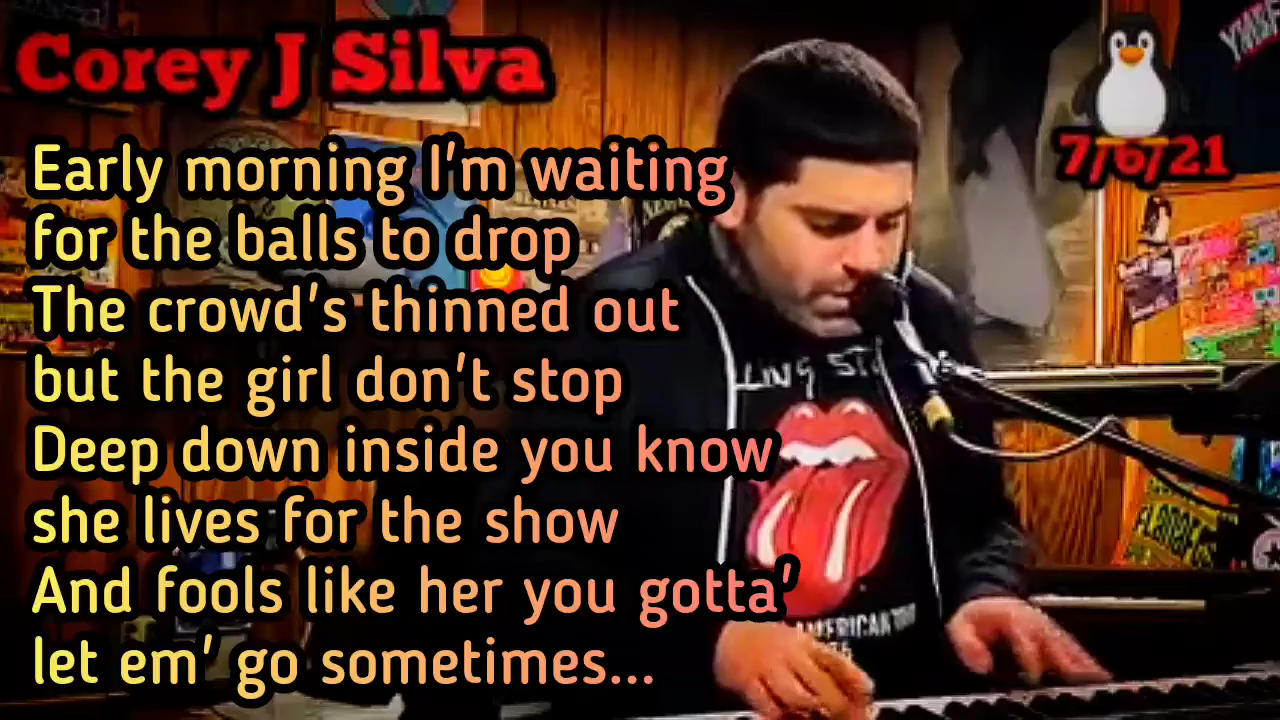 Corey J Silva
7/6/21
Early morning I'm waiting
for the balls to drop
The crowd's thinned out
but the girl don't stop
Deep down inside you know
she lives for the show
And fools like her you gotta'
let em' go sometimes...